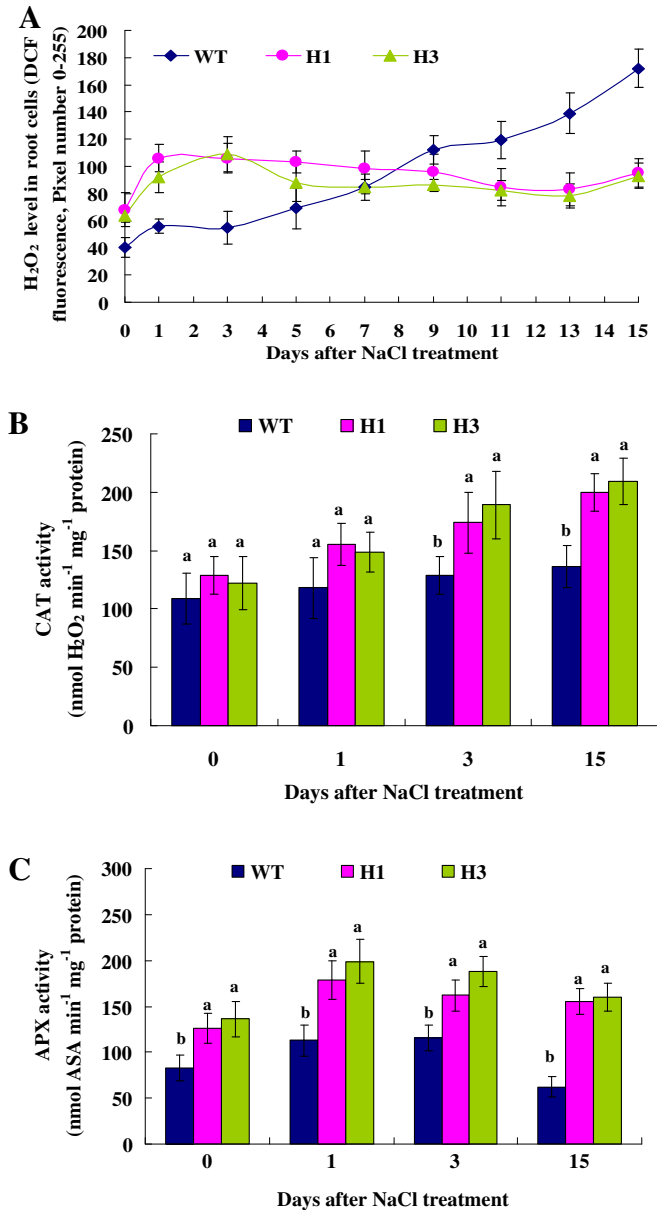 A
WT H1 H3
H₂O₂ level in root cells (DCF
fluorescence, Pixel number 0-255)
200
180
160
140
120
100
80
60
40
20
0
0 1 2 3 4 5 6 7 8 9 10 11 12 13 14 15
Days after NaCl treatment
B
WT H1 H3
CAT activity
(nmol H₂O₂ min⁻¹ mg⁻¹ protein)
250
200
150
100
50
0
a a a a a a b a a b a a
0 1 3 15
Days after NaCl treatment
C
WT H1 H3
APX activity
(nmol ASA min⁻¹ mg⁻¹ protein)
300
250
200
150
100
50
0
b a a b a a b a a b a a
0 1 3 15
Days after NaCl treatment